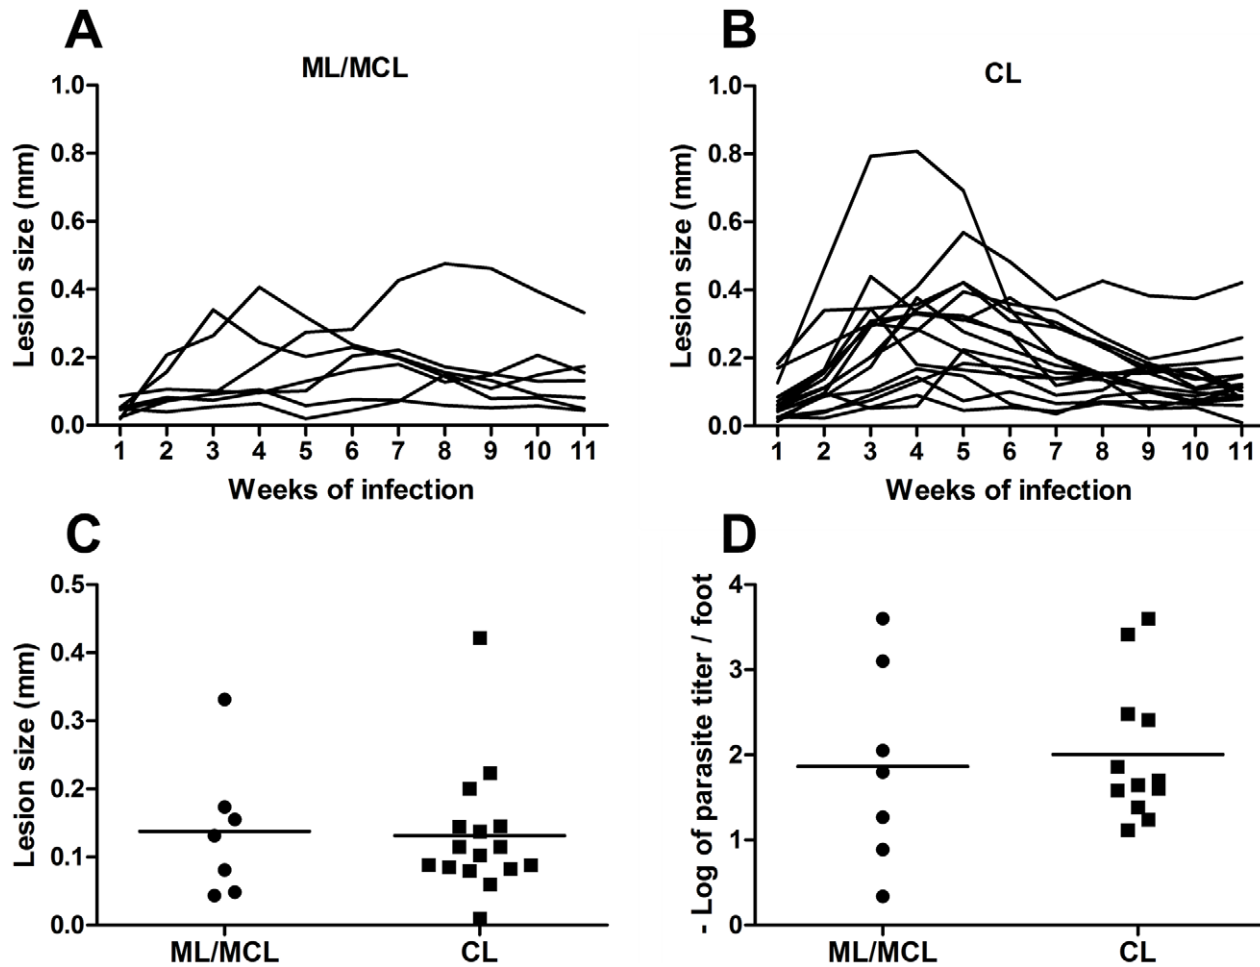 A
ML/MCL
1.0
0.8
0.6
0.4
0.2
0.0
Lesion size (mm)
1 2 3 4 5 6 7 8 9 10 11
Weeks of infection
B
CL
1.0
0.8
0.6
0.4
0.2
0.0
Lesion size (mm)
1 2 3 4 5 6 7 8 9 10 11
Weeks of infection
C
0.5
0.4
0.3
0.2
0.1
0.0
Lesion size (mm)
ML/MCL CL
D
4
3
2
1
0
- Log of parasite titer / foot
ML/MCL CL